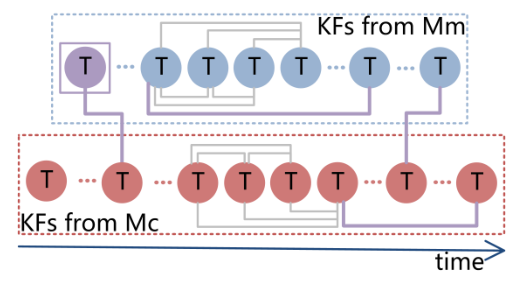 KFs from Mm
T ... T T T T ... T ... T
T ... T ... T T T T ... T ... T
KFs from Mc
time